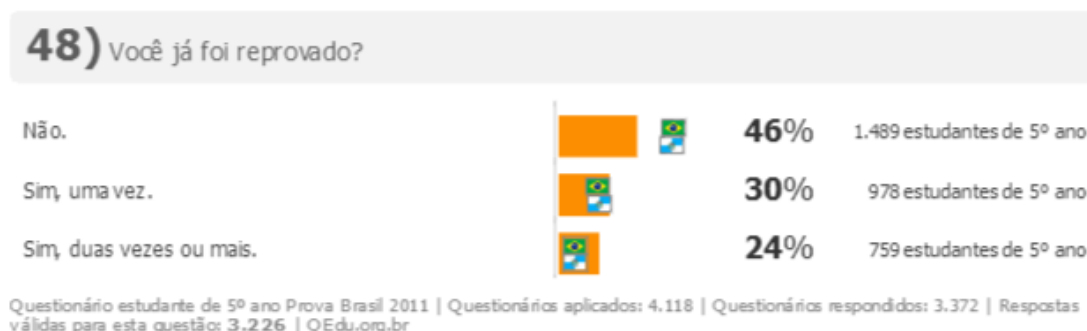 48) Você já foi reprovado?
Não. 46% 1.489 estudantes de 5º ano
Sim, uma vez. 30% 978 estudantes de 5º ano
Sim, duas vezes ou mais. 24% 759 estudantes de 5º ano
Questionário estudante de 5º ano Prova Brasil 2011 | Questionários aplicados: 4.118 | Questionários respondidos: 3.372 | Respostas
válidas para esta questão: 3.226 | QEdu.org.br